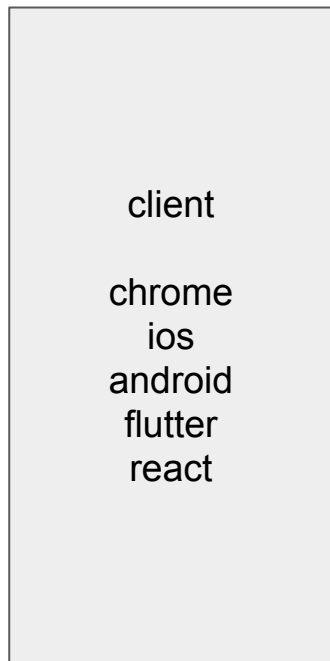 client
chrome
ios
android
flutter
react